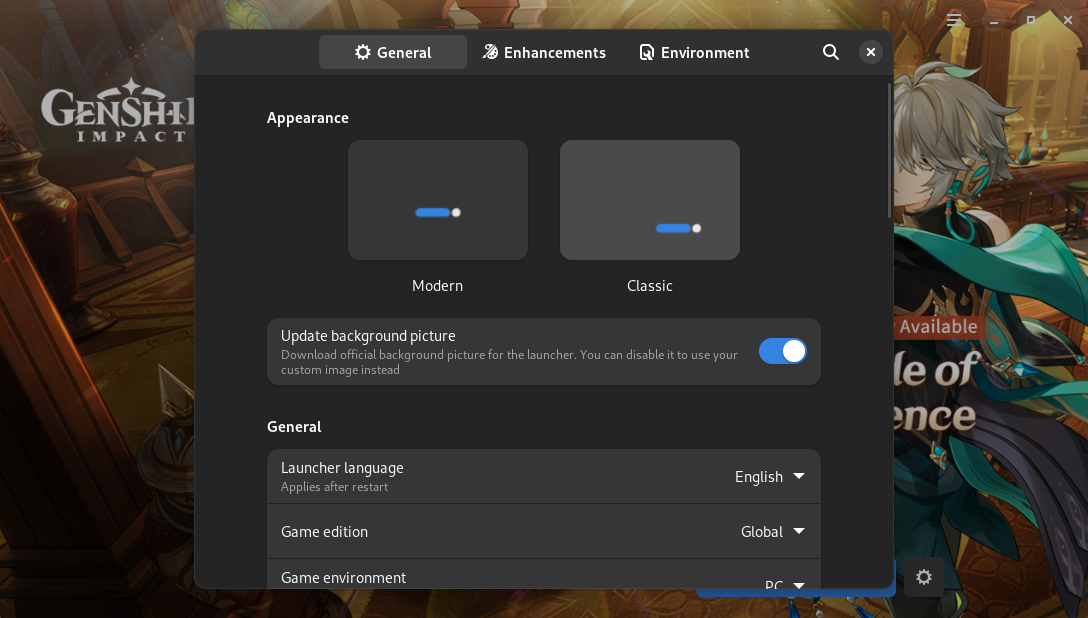 General
Enhancements
Environment
GENSHI
IMPACT
Appearance
Modern
Classic
Update background picture
Download official background picture for the launcher. You can disable it to use your
custom image instead
Available
le of
ence
General
Launcher language
Applies after restart
English
Game edition
Global
Game environment
PC